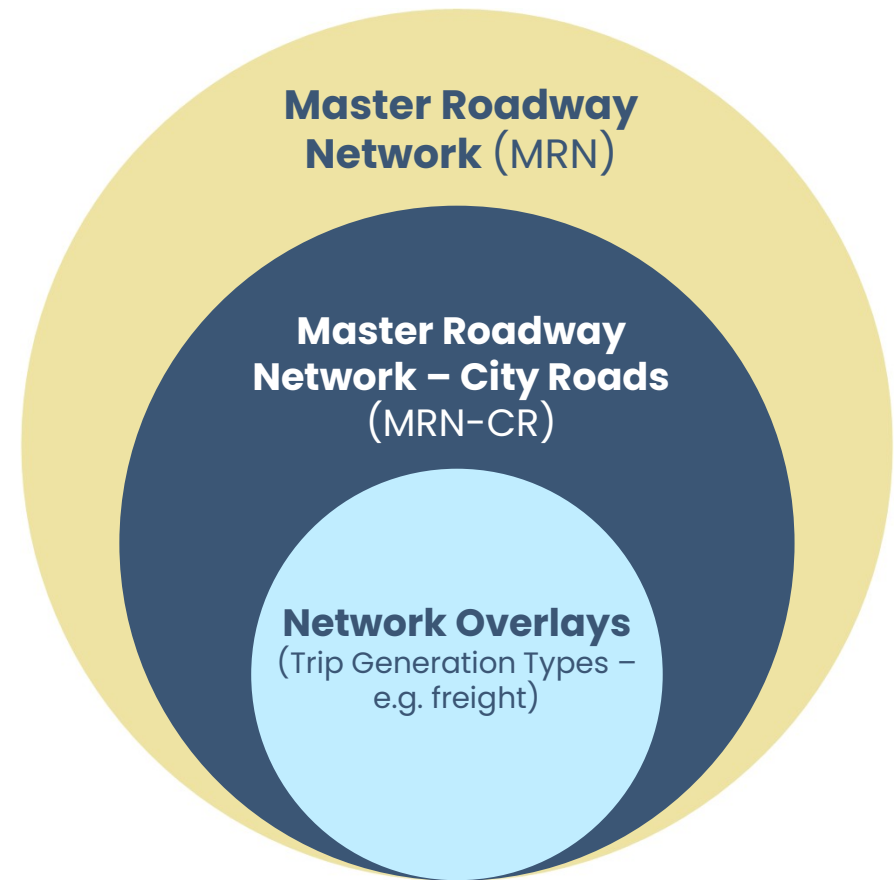 Master Roadway
Network (MRN)
Master Roadway
Network – City Roads
(MRN-CR)
Network Overlays
(Trip Generation Types –
e.g. freight)